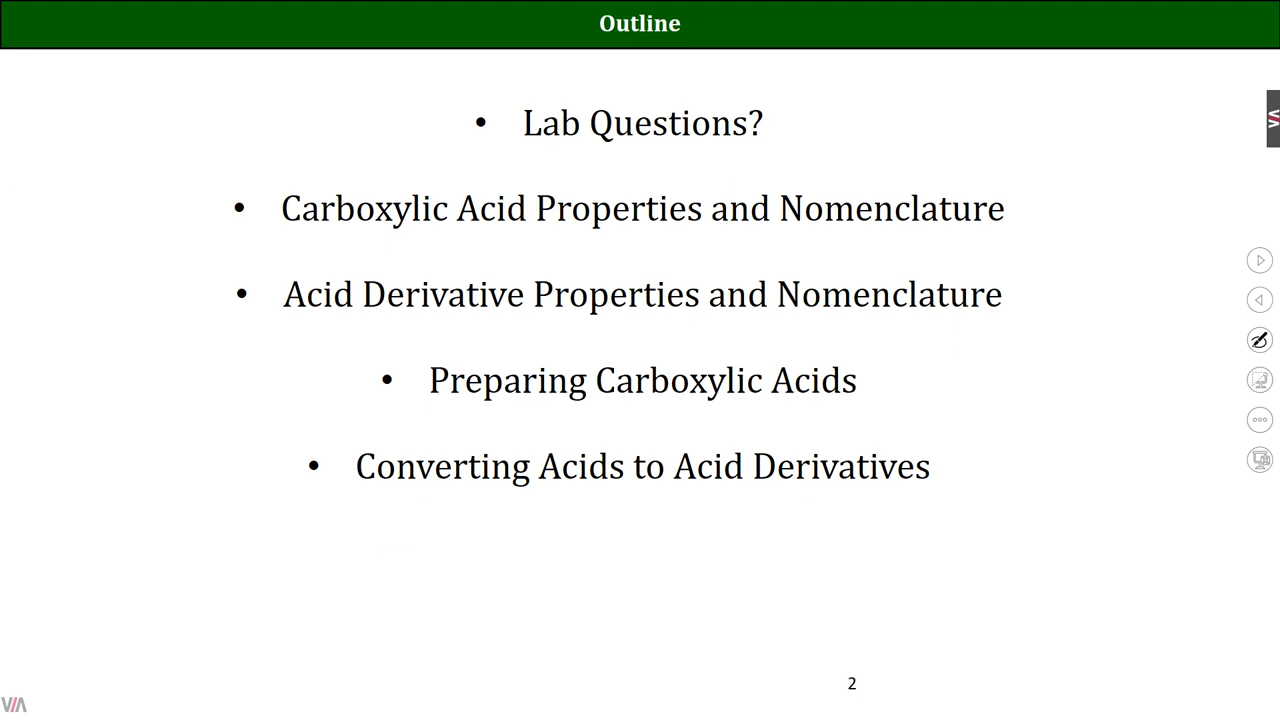 Outline
• Lab Questions?
• Carboxylic Acid Properties and Nomenclature
• Acid Derivative Properties and Nomenclature
• Preparing Carboxylic Acids
• Converting Acids to Acid Derivatives
2
VIA